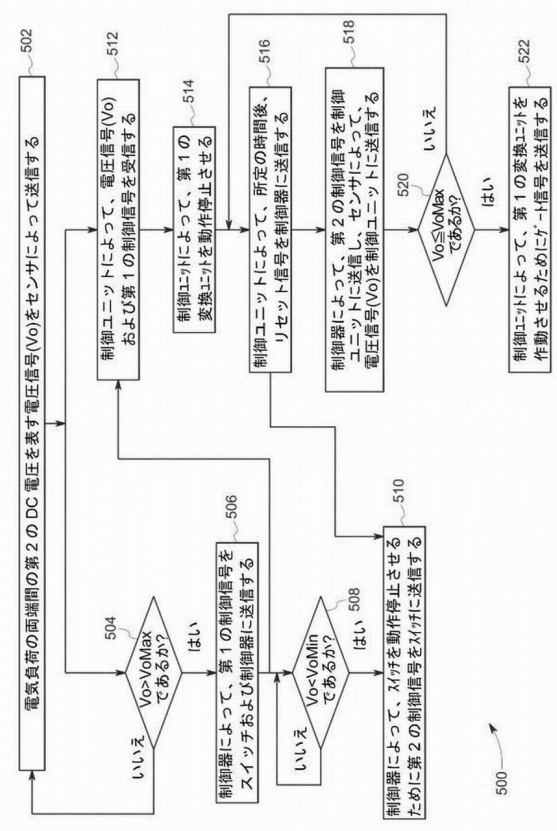 502
電気負荷の両端間の第２のDC電圧を表す電圧信号(Vo)をセンサによって送信する
504
Vo>VoMax
であるか?
いいえ
はい
506
制御器によって、第１の制御信号を
スイッチおよび制御器に送信する
508
Vo<VoMin
であるか?
いいえ
はい
510
制御器によって、ｽｲｯﾁを動作停止させる
ために第２の制御信号をｽｲｯﾁに送信する
512
制御ユニットによって、電圧信号(Vo)
および第１の制御信号を受信する
514
制御ﾕﾆｯﾄによって、第１の
変換ﾕﾆｯﾄを動作停止させる
516
制御ユニットによって、所定の時間後、
リセット信号を制御器に送信する
518
制御器によって、第２の制御信号を制御
ユニットに送信し、センサによって、
電圧信号(Vo)を制御ユニットに送信する
520
Vo≦VoMax
であるか?
いいえ
はい
522
制御ﾕﾆｯﾄによって、第１の変換ﾕﾆｯﾄを
作動させるためにｹﾞｰﾄ信号を送信する
500